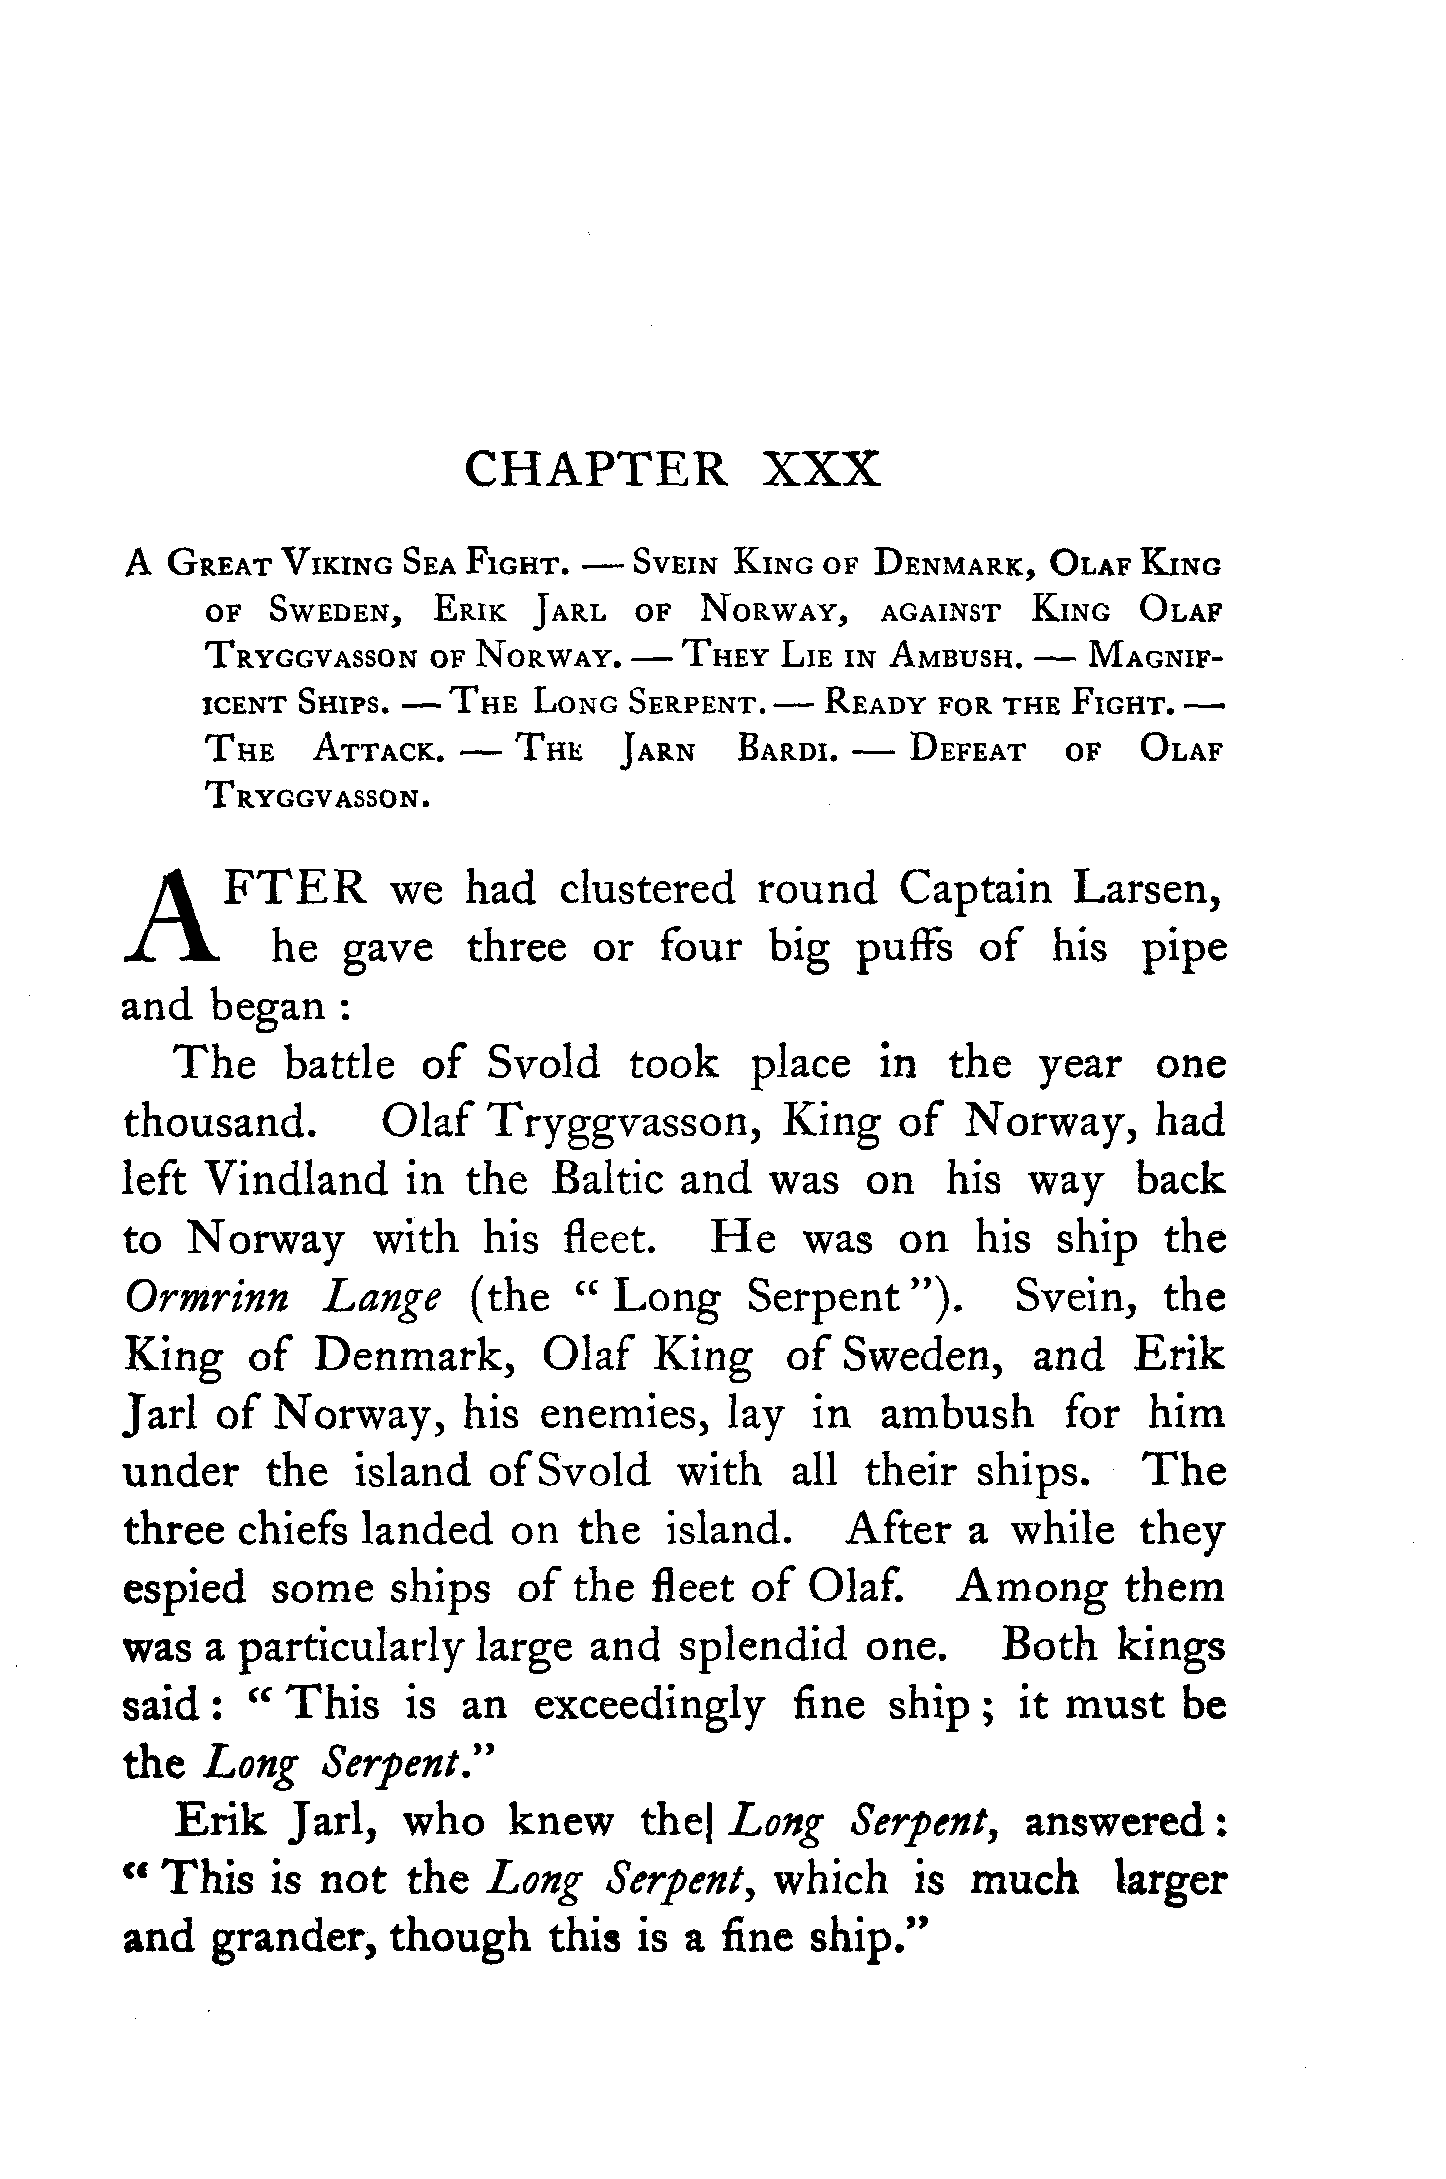 CHAPTER XXX
A Great Viking Sea Fight. — Svein King of Denmark, Olaf King
of Sweden, Erik Jarl of Norway, against King Olaf
Tryggvasson of Norway. — They Lie in Ambush. — Magnif-
icent Ships. — The Long Serpent. — Ready for the Fight. —
The Attack. — The Jarn Bardi. — Defeat of Olaf
Tryggvasson.
AFTER we had clustered round Captain Larsen,
he gave three or four big puffs of his pipe
and began :
The battle of Svold took place in the year one
thousand. Olaf Tryggvasson, King of Norway, had
left Vindland in the Baltic and was on his way back
to Norway with his fleet. He was on his ship the
Ormrinn Lange (the " Long Serpent "). Svein, the
King of Denmark, Olaf King of Sweden, and Erik
Jarl of Norway, his enemies, lay in ambush for him
under the island of Svold with all their ships. The
three chiefs landed on the island. After a while they
espied some ships of the fleet of Olaf. Among them
was a particularly large and splendid one. Both kings
said : " This is an exceedingly fine ship ; it must be
the Long Serpent."
Erik Jarl, who knew the| Long Serpent, answered :
" This is not the Long Serpent, which is much larger
and grander, though this is a fine ship."